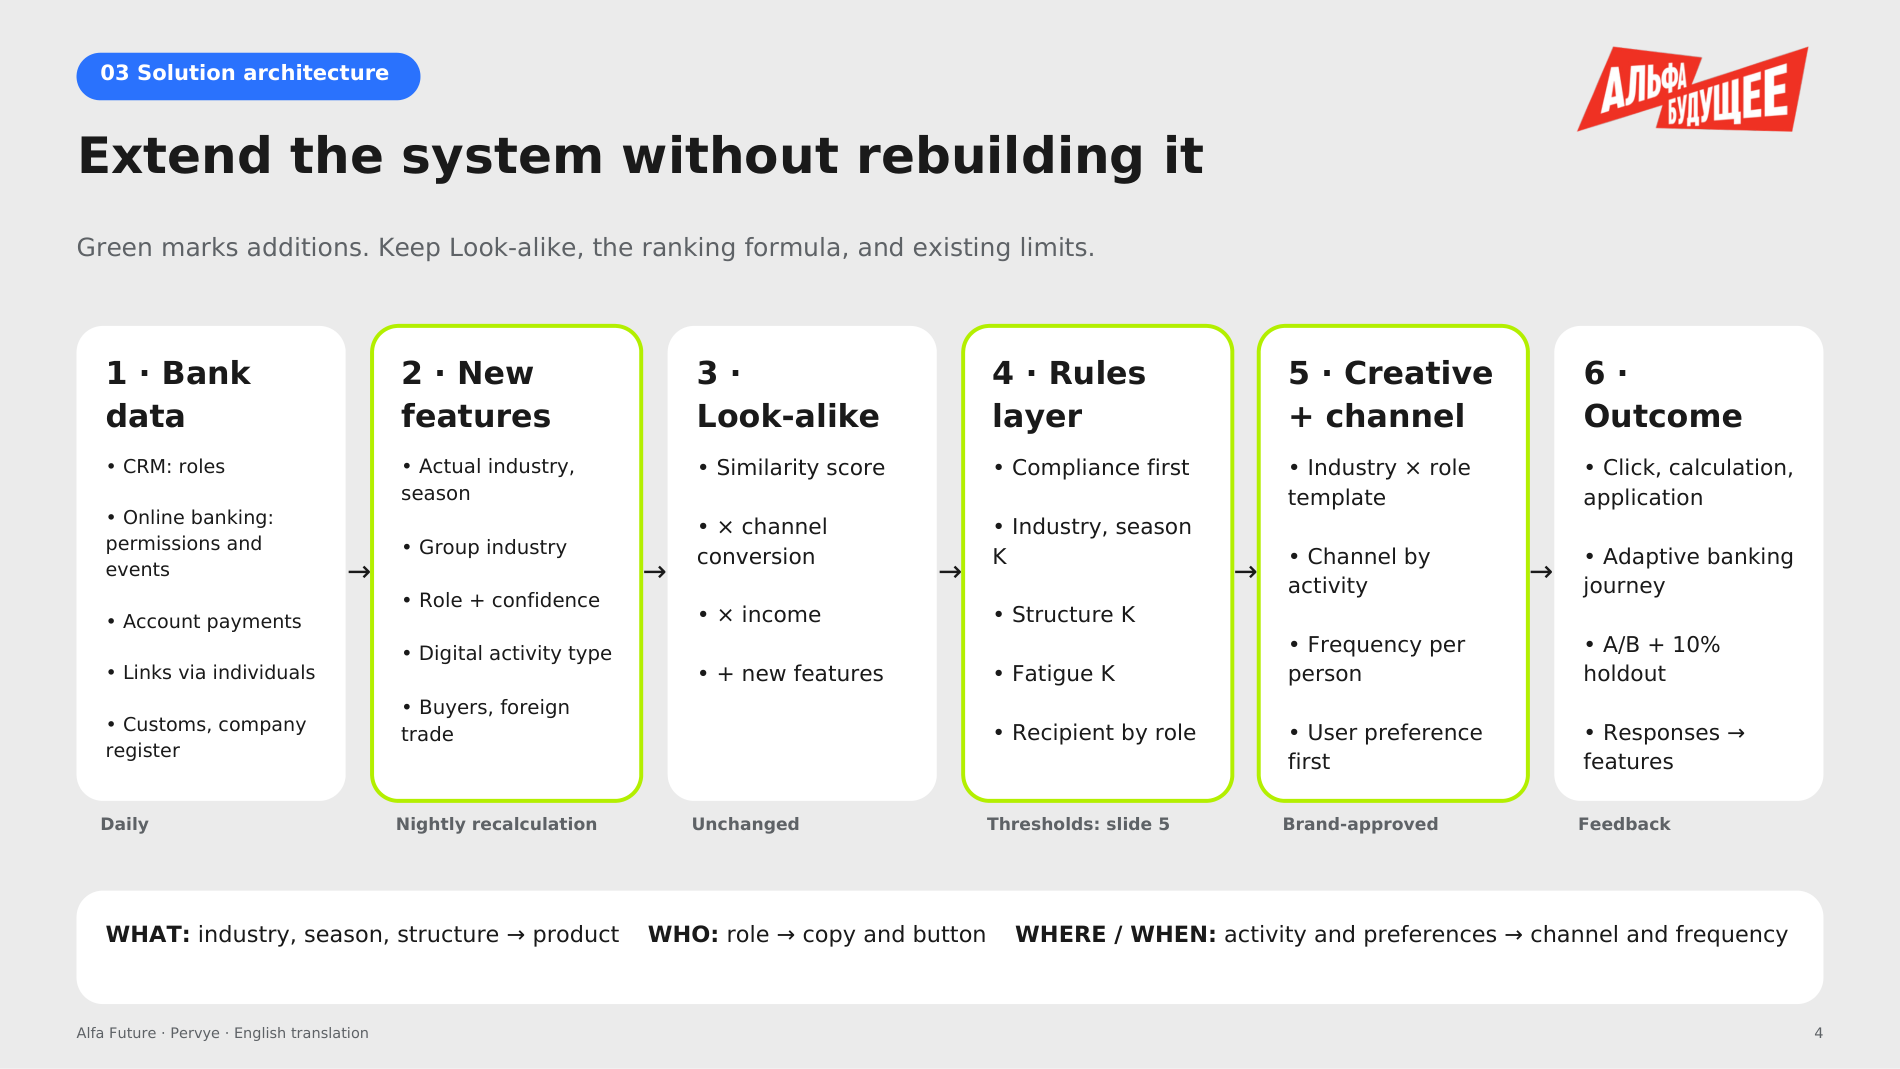 03 Solution architecture
АЛЬФА
БУДУЩЕЕ
Extend the system without rebuilding it
Green marks additions. Keep Look-alike, the ranking formula, and existing limits.
1 · Bank
data
• CRM: roles
• Online banking:
permissions and
events
• Account payments
• Links via individuals
• Customs, company
register
Daily
→
2 · New
features
• Actual industry,
season
• Group industry
• Role + confidence
• Digital activity type
• Buyers, foreign
trade
Nightly recalculation
→
3 ·
Look-alike
• Similarity score
• × channel
conversion
• × income
• + new features
Unchanged
→
4 · Rules
layer
• Compliance first
• Industry, season
K
• Structure K
• Fatigue K
• Recipient by role
Thresholds: slide 5
→
5 · Creative
+ channel
• Industry × role
template
• Channel by
activity
• Frequency per
person
• User preference
first
Brand-approved
→
6 ·
Outcome
• Click, calculation,
application
• Adaptive banking
journey
• A/B + 10%
holdout
• Responses →
features
Feedback
WHAT: industry, season, structure → product WHO: role → copy and button WHERE / WHEN: activity and preferences → channel and frequency
Alfa Future · Pervye · English translation
4